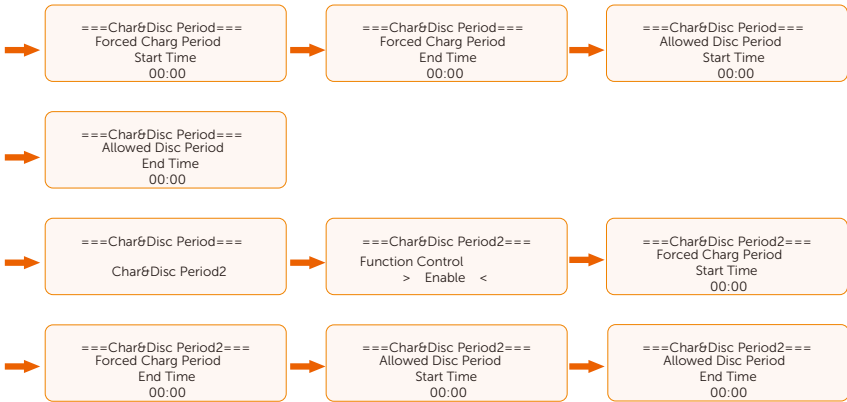 ===Char&Disc Period===
Forced Charg Period
Start Time
00:00
===Char&Disc Period===
Forced Charg Period
End Time
00:00
===Char&Disc Period===
Allowed Disc Period
Start Time
00:00
===Char&Disc Period===
Allowed Disc Period
End Time
00:00
===Char&Disc Period===
Char&Disc Period2
===Char&Disc Period2===
Function Control
> Enable <
===Char&Disc Period2===
Forced Charg Period
Start Time
00:00
===Char&Disc Period2===
Forced Charg Period
End Time
00:00
===Char&Disc Period2===
Allowed Disc Period
Start Time
00:00
===Char&Disc Period2===
Allowed Disc Period
End Time
00:00